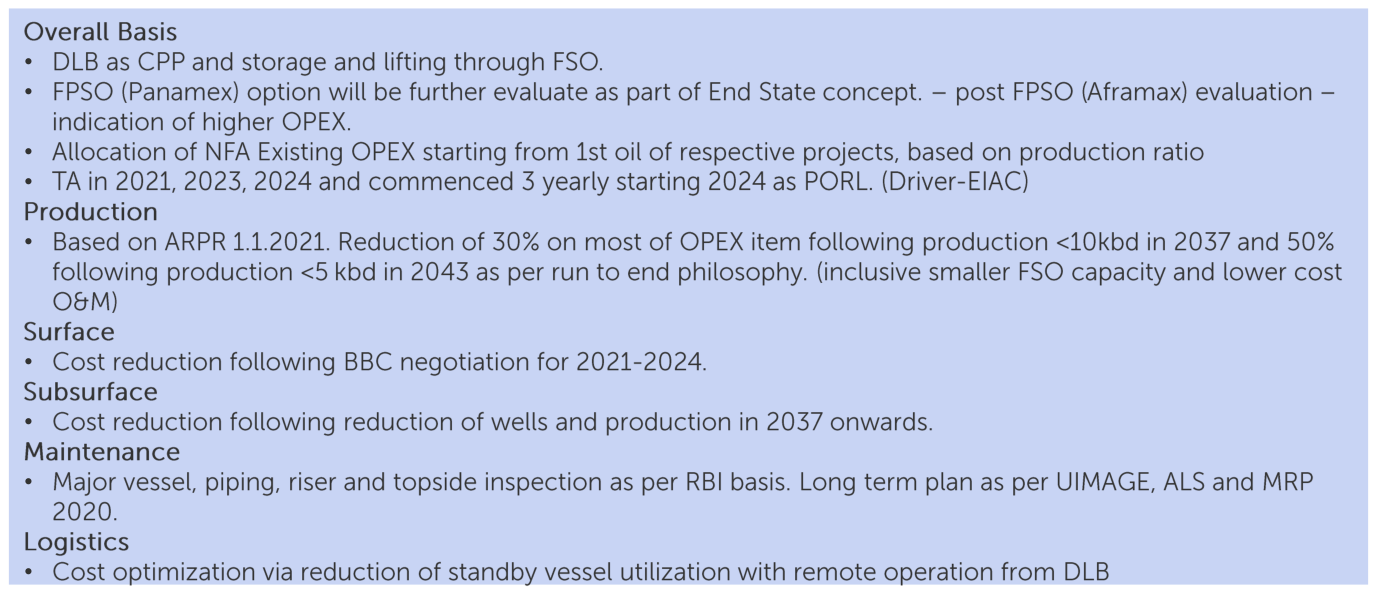 Overall Basis
• DLB as CPP and storage and lifting through FSO.
• FPSO (Panamex) option will be further evaluate as part of End State concept. – post FPSO (Aframax) evaluation –
indication of higher OPEX.
• Allocation of NFA Existing OPEX starting from 1st oil of respective projects, based on production ratio
• TA in 2021, 2023, 2024 and commenced 3 yearly starting 2024 as PORL. (Driver-EIAC)
Production
• Based on ARPR 1.1.2021. Reduction of 30% on most of OPEX item following production <10kbd in 2037 and 50%
following production <5 kbd in 2043 as per run to end philosophy. (inclusive smaller FSO capacity and lower cost
O&M)
Surface
• Cost reduction following BBC negotiation for 2021-2024.
Subsurface
• Cost reduction following reduction of wells and production in 2037 onwards.
Maintenance
• Major vessel, piping, riser and topside inspection as per RBI basis. Long term plan as per UIMAGE, ALS and MRP
2020.
Logistics
• Cost optimization via reduction of standby vessel utilization with remote operation from DLB